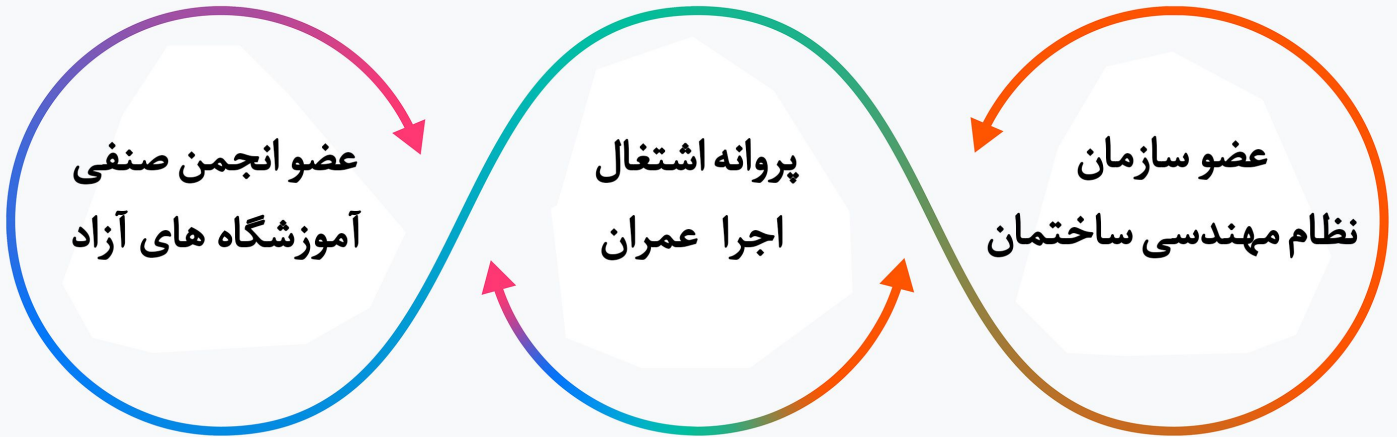 عضو سازمان
نظام مهندسی ساختمان
پروانه اشتغال
اجرا عمران
عضو انجمن صنفی
آموزشگاه های آزاد